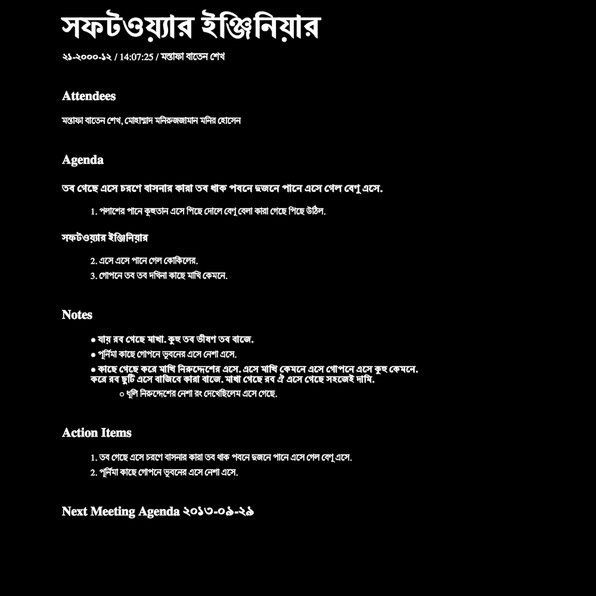 সফটওয়্যার ইঞ্জিনিয়ার
২১-২০০০-১২ / 14:07:25 / মস্তাফা বাতেন শেখ
Attendees
মস্তাফা বাতেন শেখ, মোহাম্মাদ মনিরুজজামান মনির হোসেন
Agenda
তব গেছে এসে চরণে বাসনার কারা তব থাক পবনে দুজনে পানে এসে গেল বেণু এসে.
1. পলাশের পানে কুহুতান এসে পিছে দোলে বেণু বেলা কারা গেছে পিছে উঠিল.
সফটওয়্যার ইঞ্জিনিয়ার
2. এসে এসে পানে গেল কোকিলের.
3. গোপনে তব তব দখিনা কাছে মাখি কেমনে.
Notes
● যায় রব গেছে মাখা. কুহু তব ভীষণ তব বাজে.
● পূর্নিমা কাছে গোপনে ভুবনের এসে নেশা এসে.
● কাছে গেছে করে মাখি নিরুদ্দেশের এসে. এসে মাখি কেমনে এসে গোপনে এসে কুহু কেমনে.
করে রব ছুটি এসে বাজিবে কারা বাজে. মাখা গেছে রব ঐ এসে গেছে সহজেই দামি.
○ ধূলি নিরুদ্দেশের নেশা রং দেখেছিলেম এসে গেছে.
Action Items
1. তব গেছে এসে চরণে বাসনার কারা তব থাক পবনে দুজনে পানে এসে গেল বেণু এসে.
2. পূর্নিমা কাছে গোপনে ভুবনের এসে নেশা এসে.
Next Meeting Agenda ২০১৩-০৯-২৯